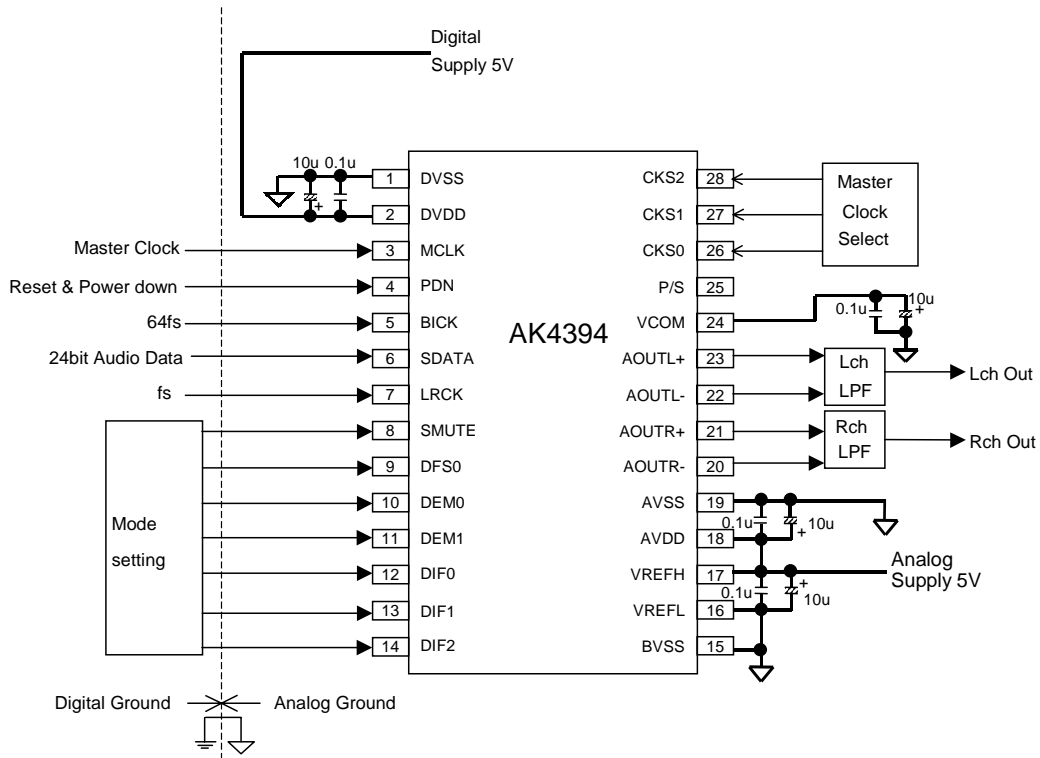 Digital
Supply 5V
10u 0.1u
+
1 DVSS
2 DVDD
3 MCLK
4 PDN
5 BICK
6 SDATA
7 LRCK
8 SMUTE
9 DFS0
10 DEM0
11 DEM1
12 DIF0
13 DIF1
14 DIF2
Master Clock
Reset & Power down
64fs
24bit Audio Data
fs
Mode
setting
AK4394
CKS2 28
CKS1 27
CKS0 26
P/S 25
VCOM 24
AOUTL+ 23
AOUTL- 22
AOUTR+ 21
AOUTR- 20
AVSS 19
AVDD 18
VREFH 17
VREFL 16
BVSS 15
Master
Clock
Select
0.1u 10u
+
Lch
LPF
Lch Out
Rch
LPF
Rch Out
0.1u 10u
+
Analog
Supply 5V
0.1u + 10u
Digital Ground
Analog Ground